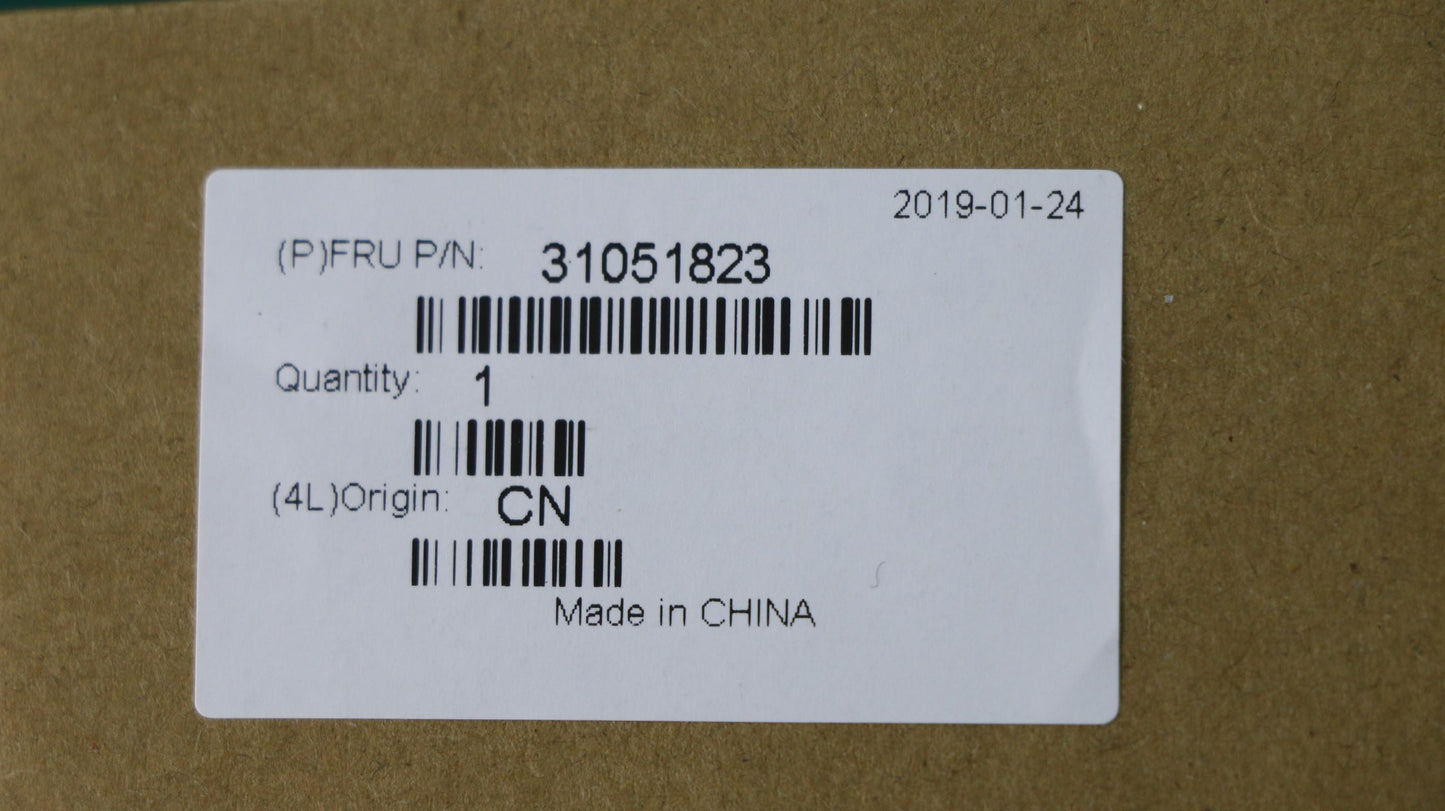 2019-01-24
(P)FRU P/N: 31051823
Quantity: 1
(4L)Origin: CN
Made in CHINA